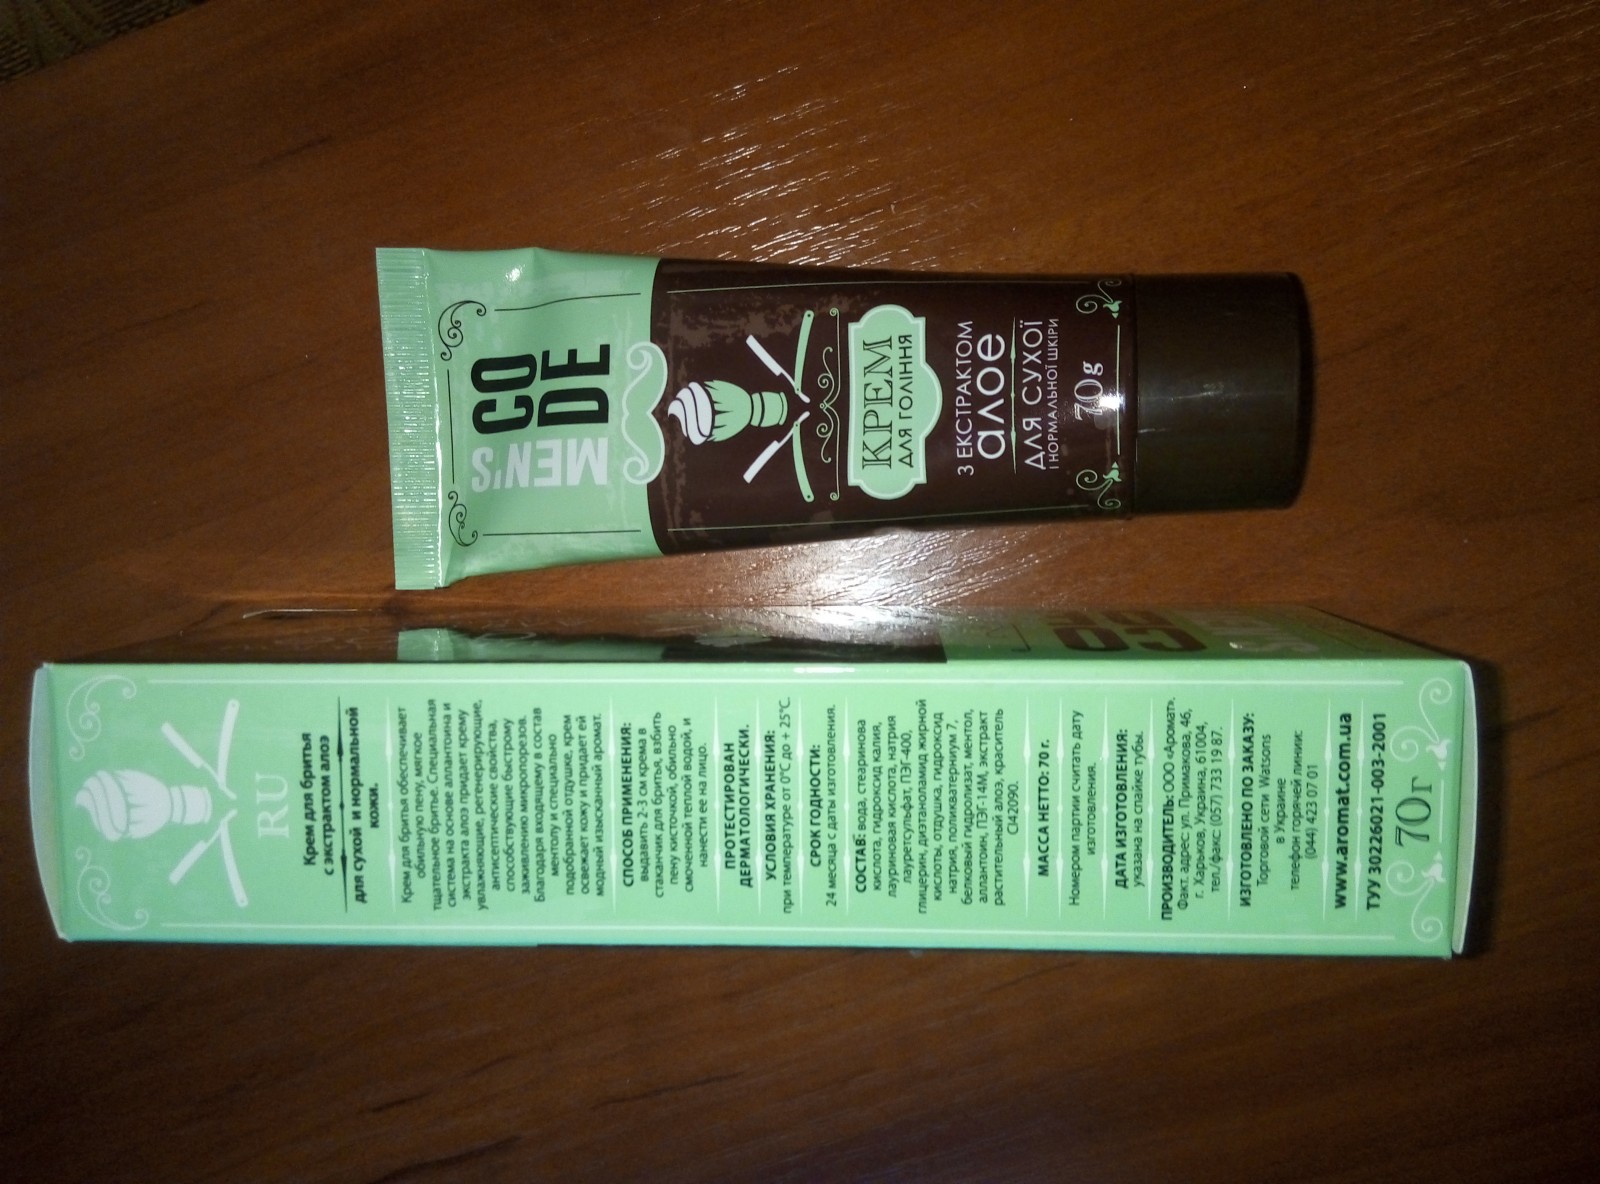 MEN'S
CO
DE
КРЕМ
ДЛЯ ГОЛІННЯ
З ЕКСТРАКТОМ
алоє
ДЛЯ СУХОЇ
І НОРМАЛЬНОЇ ШКІРИ
70g
RU
Крем для бритья
с экстрактом алоэ
для сухой и нормальной
кожи.
Крем для бритья обеспечивает
обильную пену, мягкое
тщательное бритье. Специальная
система на основе аллантоина и
экстракта алоэ придает крему
увлажняющие, регенерирующие,
антисептические свойства,
способствующие быстрому
заживлению микропорезов.
Благодаря входящему в состав
ментолу и специально
подобранной отдушке, крем
освежает кожу и придает ей
модный изысканный аромат.
СПОСОБ ПРИМЕНЕНИЯ:
выдавить 2-3 см крема в
стаканчик для бритья, взбить
пену кисточкой, обильно
смоченной теплой водой, и
нанести ее на лицо.
ПРОТЕСТИРОВАН
ДЕРМАТОЛОГИЧЕСКИ.
УСЛОВИЯ ХРАНЕНИЯ:
при температуре от 0°С до + 25°С.
СРОК ГОДНОСТИ:
24 месяца с даты изготовления.
СОСТАВ: вода, стеариновая
кислота, гидроксид калия,
лауриновая кислота, натрия
лауретсульфат, ПЭГ-400,
глицерин, диэтаноламид жирной
кислоты, отдушка, гидроксид
натрия, поликватерниум 7,
белковый гидролизат, ментол,
аллантоин, ПЭГ-14М, экстракт
растительный алоэ, краситель
CI42090.
МАССА НЕТТО: 70 г.
Номером партии считать дату
изготовления.
ДАТА ИЗГОТОВЛЕНИЯ:
указана на спайке тубы.
ПРОИЗВОДИТЕЛЬ: ООО «Аромат».
Факт. адрес: ул. Примакова, 46,
г. Харьков, Украина, 61004,
тел./факс: (057) 733 19 87.
ИЗГОТОВЛЕНО ПО ЗАКАЗУ:
Торговой сети Watsons
в Украине
телефон горячей линии:
(044) 423 07 01
www.aromat.com.ua
ТУУ 30226021-003-2001
70г